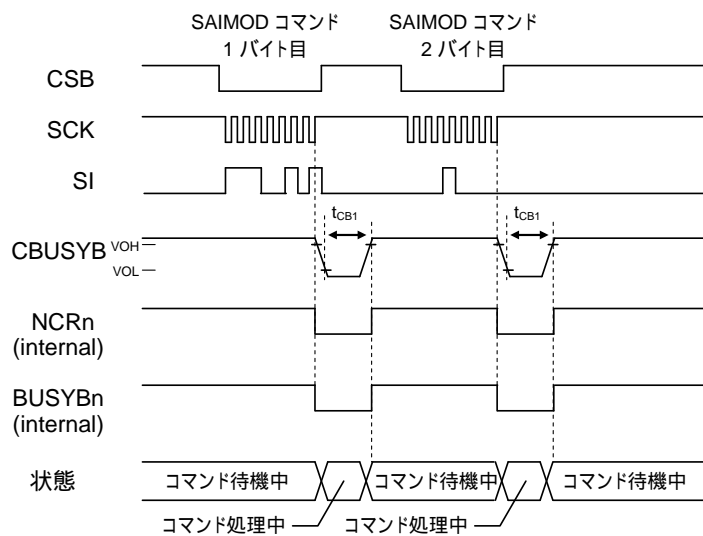 SAIMOD コマンド
1 バイト目
SAIMOD コマンド
2 バイト目
CSB
SCK
SI
tCB1
tCB1
CBUSYB
VOH
VOL
NCRn
(internal)
BUSYBn
(internal)
状態
コマンド待機中
コマンド待機中
コマンド待機中
コマンド処理中
コマンド処理中